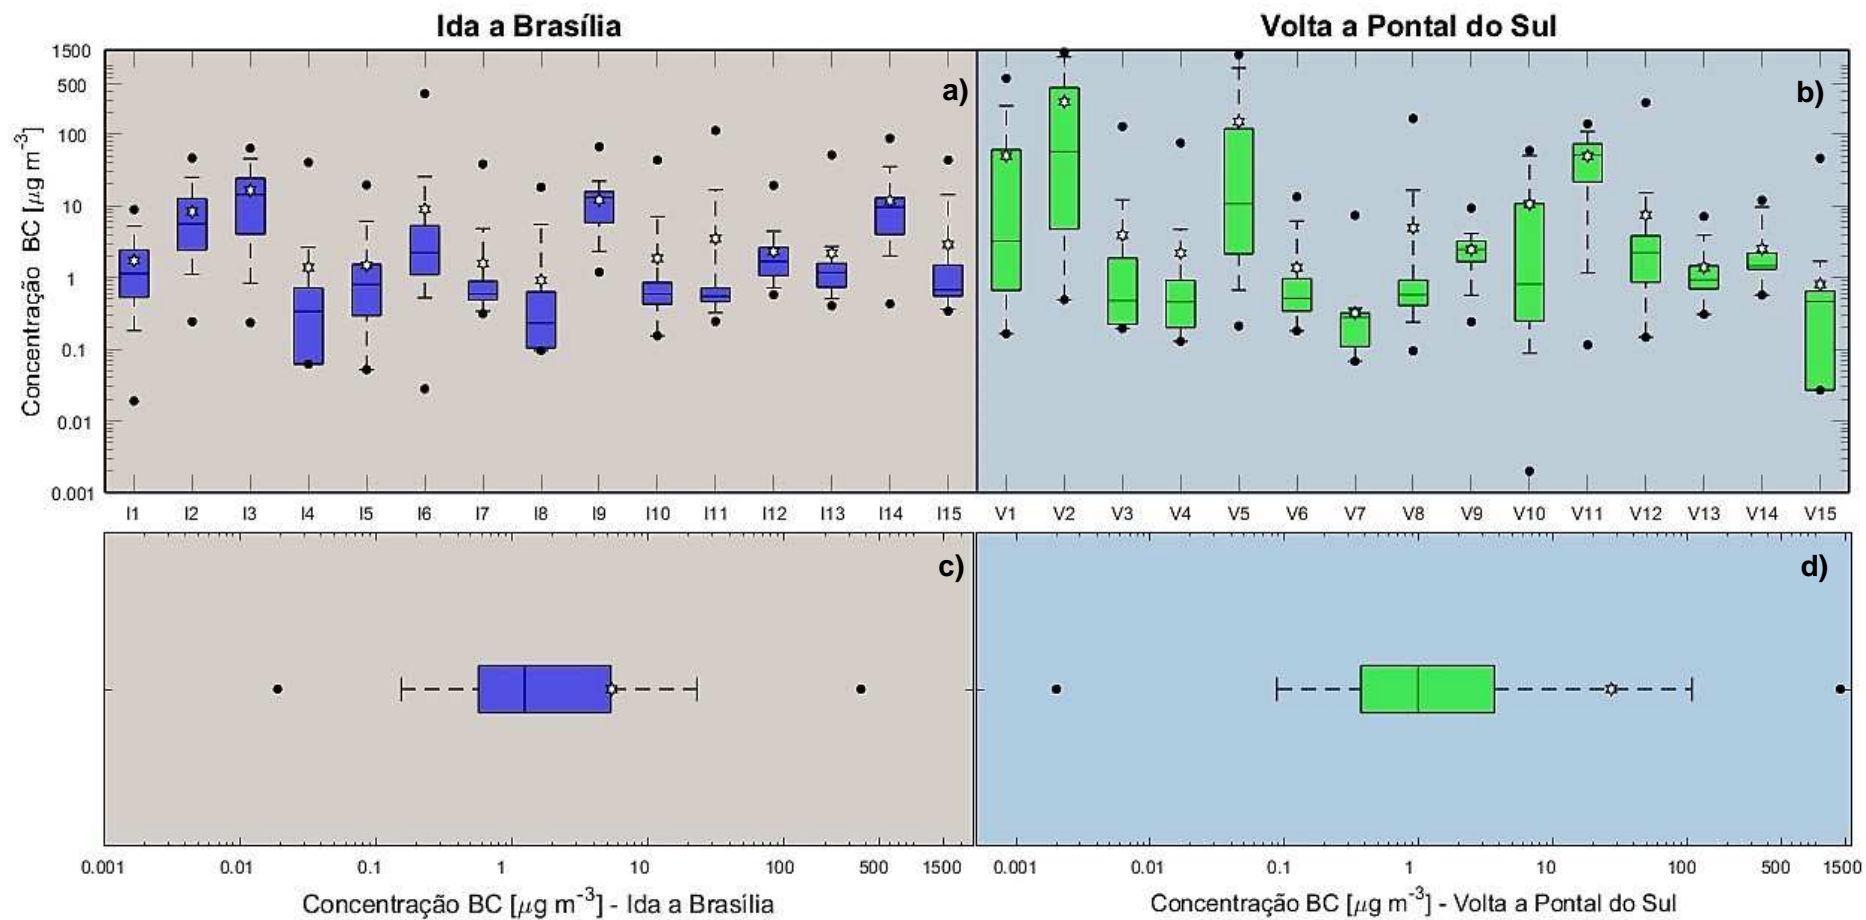 Ida a Brasília
Volta a Pontal do Sul
Concentração BC [μg m-3]
1500
500
100
10
1
0.1
0.01
0.001
a)
b)
I1 I2 I3 I4 I5 I6 I7 I8 I9 I10 I11 I12 I13 I14 I15
V1 V2 V3 V4 V5 V6 V7 V8 V9 V10 V11 V12 V13 V14 V15
c)
d)
0.001 0.01 0.1 1 10 100 500 1500
0.001 0.01 0.1 1 10 100 500 1500
Concentração BC [μg m-3] - Ida a Brasília
Concentração BC [μg m-3] - Volta a Pontal do Sul